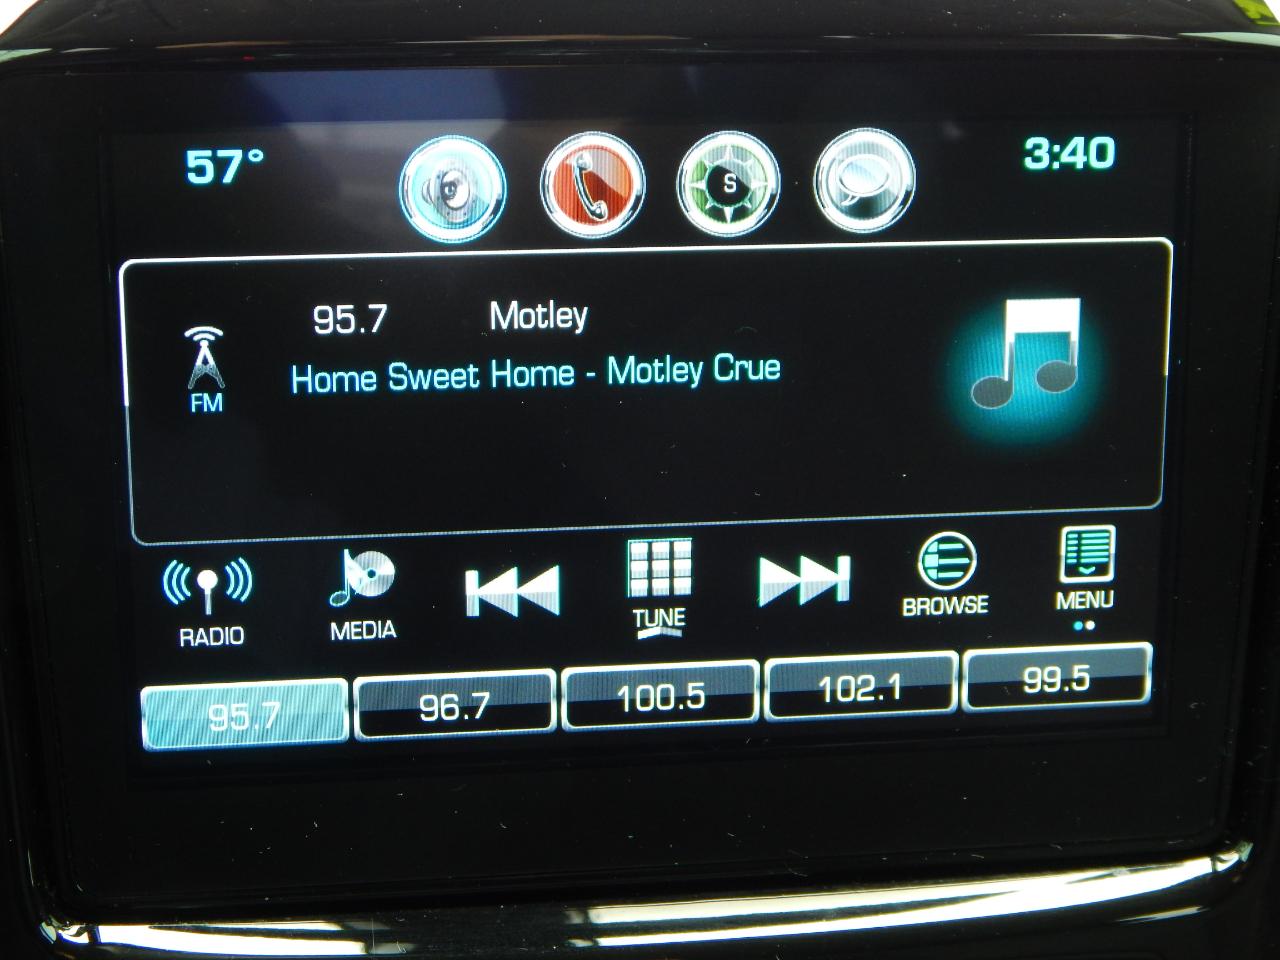 57°
S
3:40
95.7 Motley
Home Sweet Home - Motley Crue
FM
RADIO
MEDIA
TUNE
BROWSE
MENU
95.7
96.7
100.5
102.1
99.5